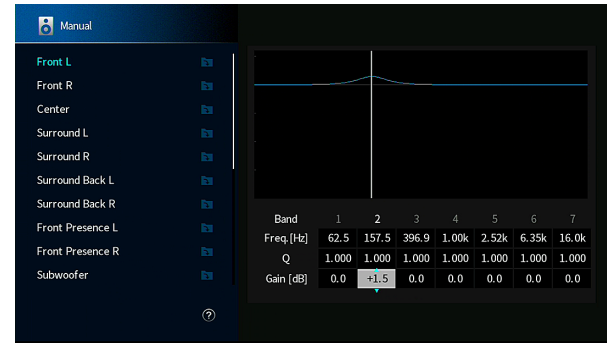 Manual
Front L
Front R
Center
Surround L
Surround R
Surround Back L
Surround Back R
Front Presence L
Front Presence R
Subwoofer
?
Band 1 2 3 4 5 6 7
Freq.[Hz] 62.5 157.5 396.9 1.00k 2.52k 6.35k 16.0k
Q 1.000 1.000 1.000 1.000 1.000 1.000 1.000
Gain [dB] 0.0 +1.5 0.0 0.0 0.0 0.0 0.0